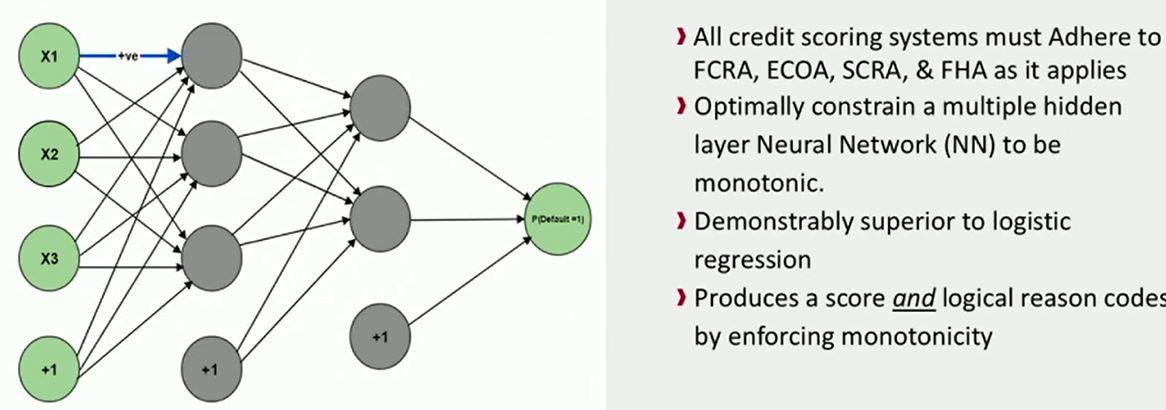 X1
+ve
X2
X3
+1
+1
+1
P(Default =1)
❱ All credit scoring systems must Adhere to
FCRA, ECOA, SCRA, & FHA as it applies
❱ Optimally constrain a multiple hidden
layer Neural Network (NN) to be
monotonic.
❱ Demonstrably superior to logistic
regression
❱ Produces a score and logical reason codes
by enforcing monotonicity